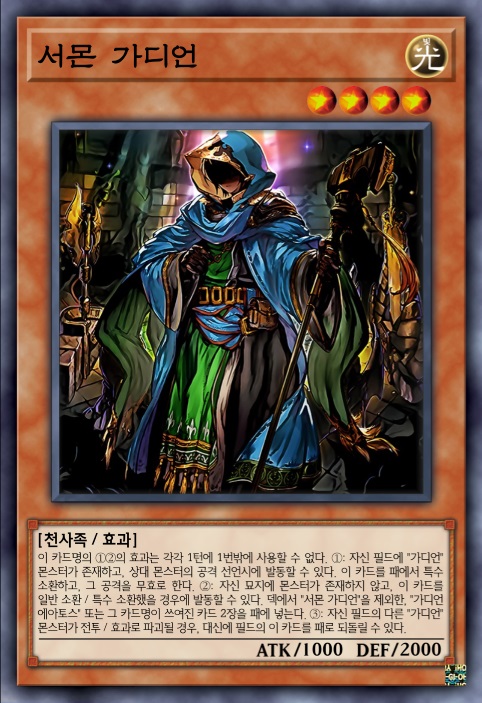 서몬 가디언
빛
光
[천사족 / 효과]
이 카드명의 ①②의 효과는 각각 1턴에 1번밖에 사용할 수 없다. ①: 자신 필드에 "가디언"
몬스터가 존재하고, 상대 몬스터의 공격 선언시에 발동할 수 있다. 이 카드를 패에서 특수
소환하고, 그 공격을 무효로 한다. ②: 자신 묘지에 몬스터가 존재하지 않고, 이 카드를
일반 소환 / 특수 소환했을 경우에 발동할 수 있다. 덱에서 "서몬 가디언"을 제외한, "가디언
에아토스" 또는 그 카드명이 쓰여진 카드 2장을 패에 넣는다. ③: 자신 필드의 다른 "가디언"
몬스터가 전투 / 효과로 파괴될 경우, 대신에 필드의 이 카드를 패로 되돌릴 수 있다.
ATK/1000 DEF/2000